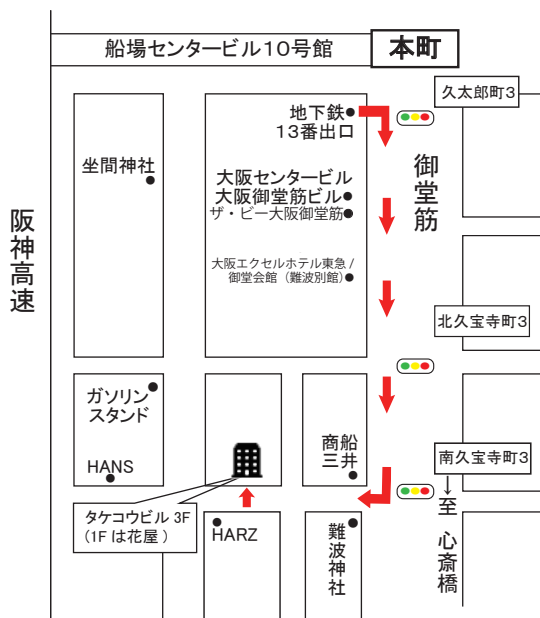 船場センタービル10号館
本町
久太郎町3
地下鉄
13番出口
坐間神社
大阪センタービル
大阪御堂筋ビル
ザ・ビー大阪御堂筋
御堂筋
阪神高速
大阪エクセルホテル東急 /
御堂会館（難波別館）
北久宝寺町3
ガソリン
スタンド
HANS
商船
三井
南久宝寺町3
タケコウビル 3F
(1F は花屋 )
HARZ
難波神社
↓至 心斎橋